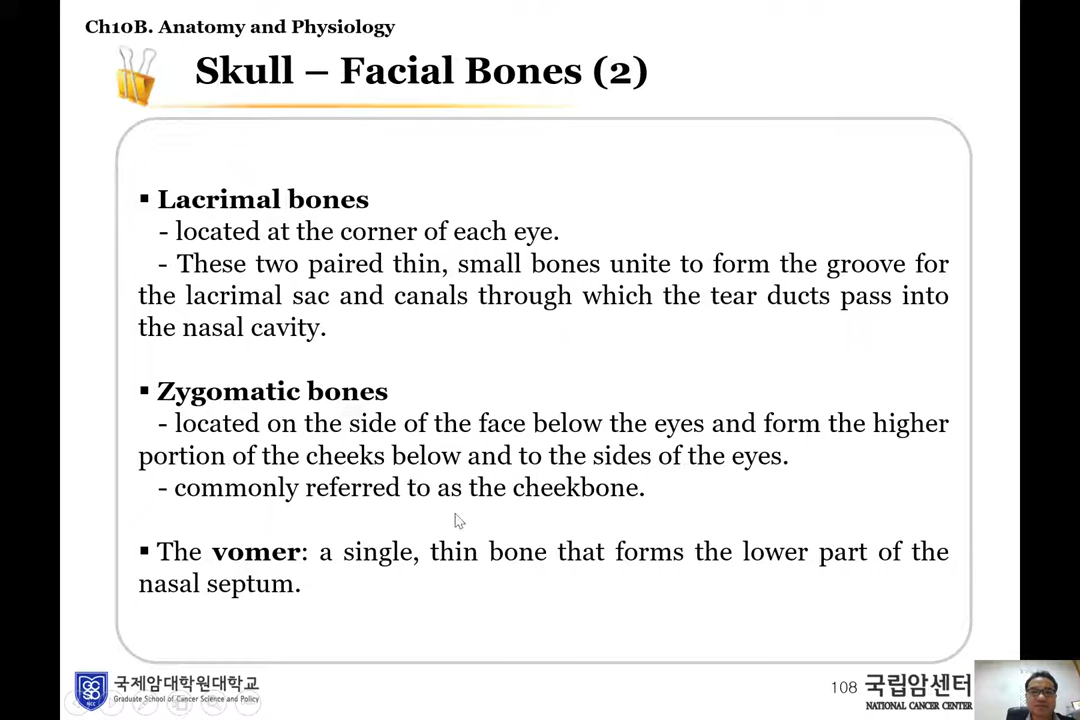 Ch10B. Anatomy and Physiology
Skull – Facial Bones (2)
▪ Lacrimal bones
- located at the corner of each eye.
- These two paired thin, small bones unite to form the groove for
the lacrimal sac and canals through which the tear ducts pass into
the nasal cavity.
▪ Zygomatic bones
- located on the side of the face below the eyes and form the higher
portion of the cheeks below and to the sides of the eyes.
- commonly referred to as the cheekbone.
▪ The vomer: a single, thin bone that forms the lower part of the
nasal septum.
국제암대학원대학교
Graduate School of Cancer Science and Policy
NCC
108
국립암센터
NATIONAL CANCER CENTER